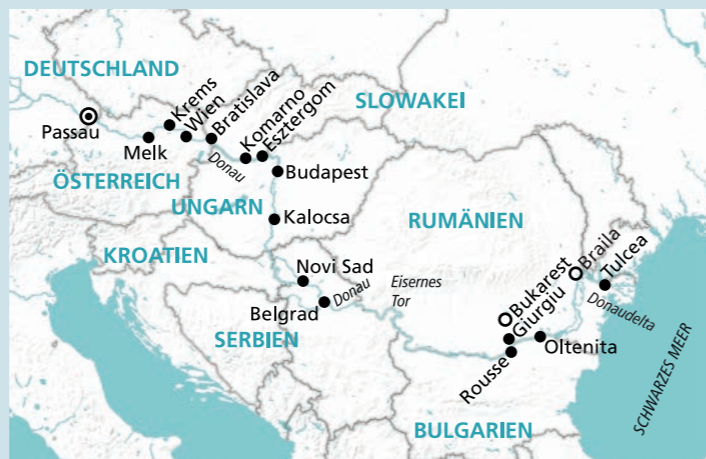 DEUTSCHLAND
SLOWAKEI
Krems
Wien
Bratislava
Komarno
Esztergom
Passau
Melk
Donau
ÖSTERREICH
UNGARN
Budapest
Kalocsa
RUMÄNIEN
KROATIEN
Novi Sad
Donau
Belgrad
Eisernes
Tor
SERBIEN
Bukarest
Giurgiu
Braila
Tulcea
Donaudelta
Oltenita
Rousse
BULGARIEN
SCHWARZES MEER